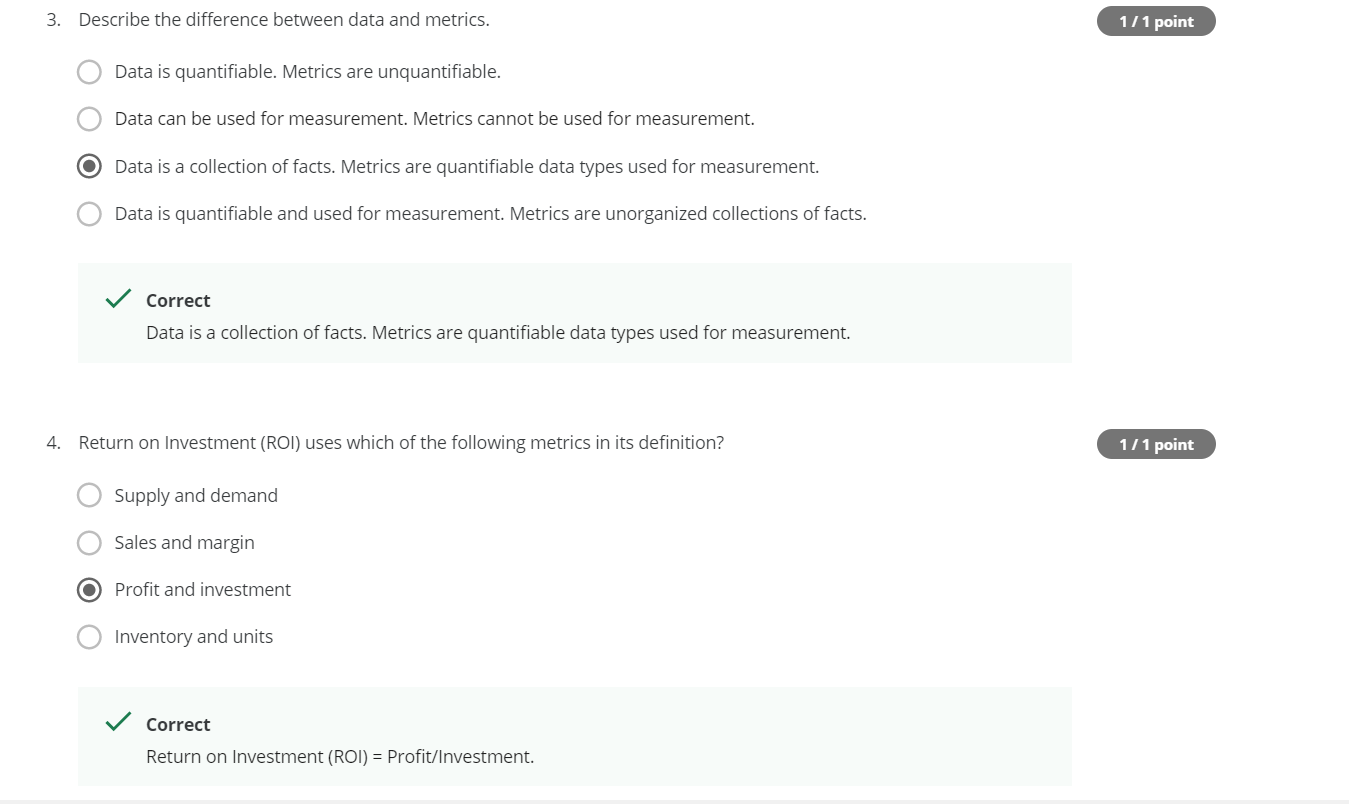 3. Describe the difference between data and metrics.
1 / 1 point
Data is quantifiable. Metrics are unquantifiable.
Data can be used for measurement. Metrics cannot be used for measurement.
Data is a collection of facts. Metrics are quantifiable data types used for measurement.
Data is quantifiable and used for measurement. Metrics are unorganized collections of facts.
Correct
Data is a collection of facts. Metrics are quantifiable data types used for measurement.
4. Return on Investment (ROI) uses which of the following metrics in its definition?
1 / 1 point
Supply and demand
Sales and margin
Profit and investment
Inventory and units
Correct
Return on Investment (ROI) = Profit/Investment.